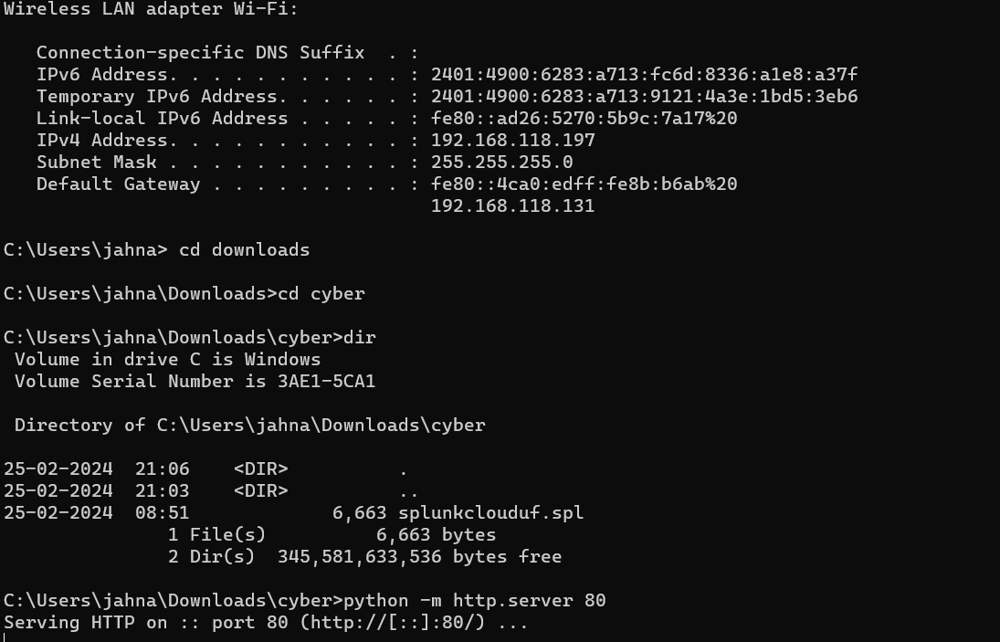 Wireless LAN adapter Wi-Fi:
Connection-specific DNS Suffix  . :
IPv6 Address. . . . . . . . . . . : 2401:4900:6283:a713:fc6d:8336:a1e8:a37f
Temporary IPv6 Address. . . . . . : 2401:4900:6283:a713:9121:4a3e:1bd5:3eb6
Link-local IPv6 Address . . . . . : fe80::ad26:5270:5b9c:7a17%20
IPv4 Address. . . . . . . . . . . : 192.168.118.197
Subnet Mask . . . . . . . . . . . : 255.255.255.0
Default Gateway . . . . . . . . . : fe80::4ca0:edff:fe8b:b6ab%20
192.168.118.131
C:\Users\jahna> cd downloads
C:\Users\jahna\Downloads>cd cyber
C:\Users\jahna\Downloads\cyber>dir
Volume in drive C is Windows
Volume Serial Number is 3AE1-5CA1
Directory of C:\Users\jahna\Downloads\cyber
25-02-2024  21:06    <DIR>          .
25-02-2024  21:03    <DIR>          ..
25-02-2024  08:51             6,663 splunkclouduf.spl
1 File(s)          6,663 bytes
2 Dir(s)  345,581,633,536 bytes free
C:\Users\jahna\Downloads\cyber>python -m http.server 80
Serving HTTP on :: port 80 (http://[::]:80/) ...